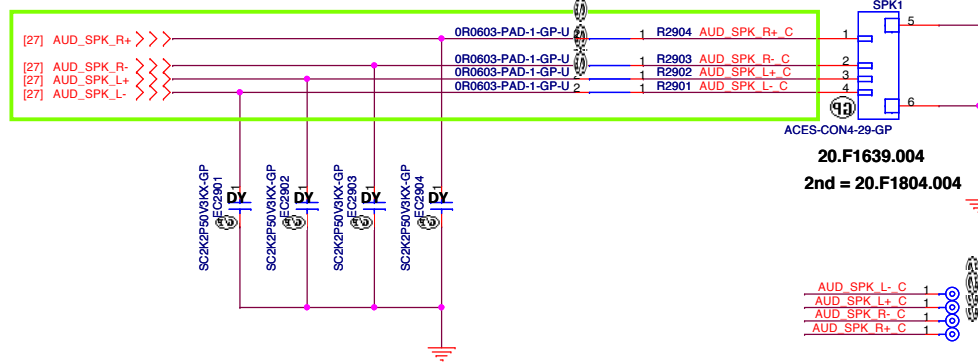 SPK1
5
[27] AUD_SPK_R+ 0R0603-PAD-1-GP-U 2 1 R2904 AUD_SPK_R+_C 1
[27] AUD_SPK_R- 0R0603-PAD-1-GP-U 1 R2903 AUD_SPK_R-_C 2
[27] AUD_SPK_L+ 0R0603-PAD-1-GP-U 1 R2902 AUD_SPK_L+_C 3
[27] AUD_SPK_L- 0R0603-PAD-1-GP-U 2 1 R2901 AUD_SPK_L-_C 4
6
ACES-CON4-29-GP
20.F1639.004
2nd = 20.F1804.004
SC2K2P50V3KX-GP
EC2901
DY
1
SC2K2P50V3KX-GP
EC2902
DY
1
SC2K2P50V3KX-GP
EC2903
DY
1
SC2K2P50V3KX-GP
EC2904
DY
1
AUD_SPK_L-_C 1
AUD_SPK_L+_C 1
AUD_SPK_R-_C 1
AUD_SPK_R+_C 1